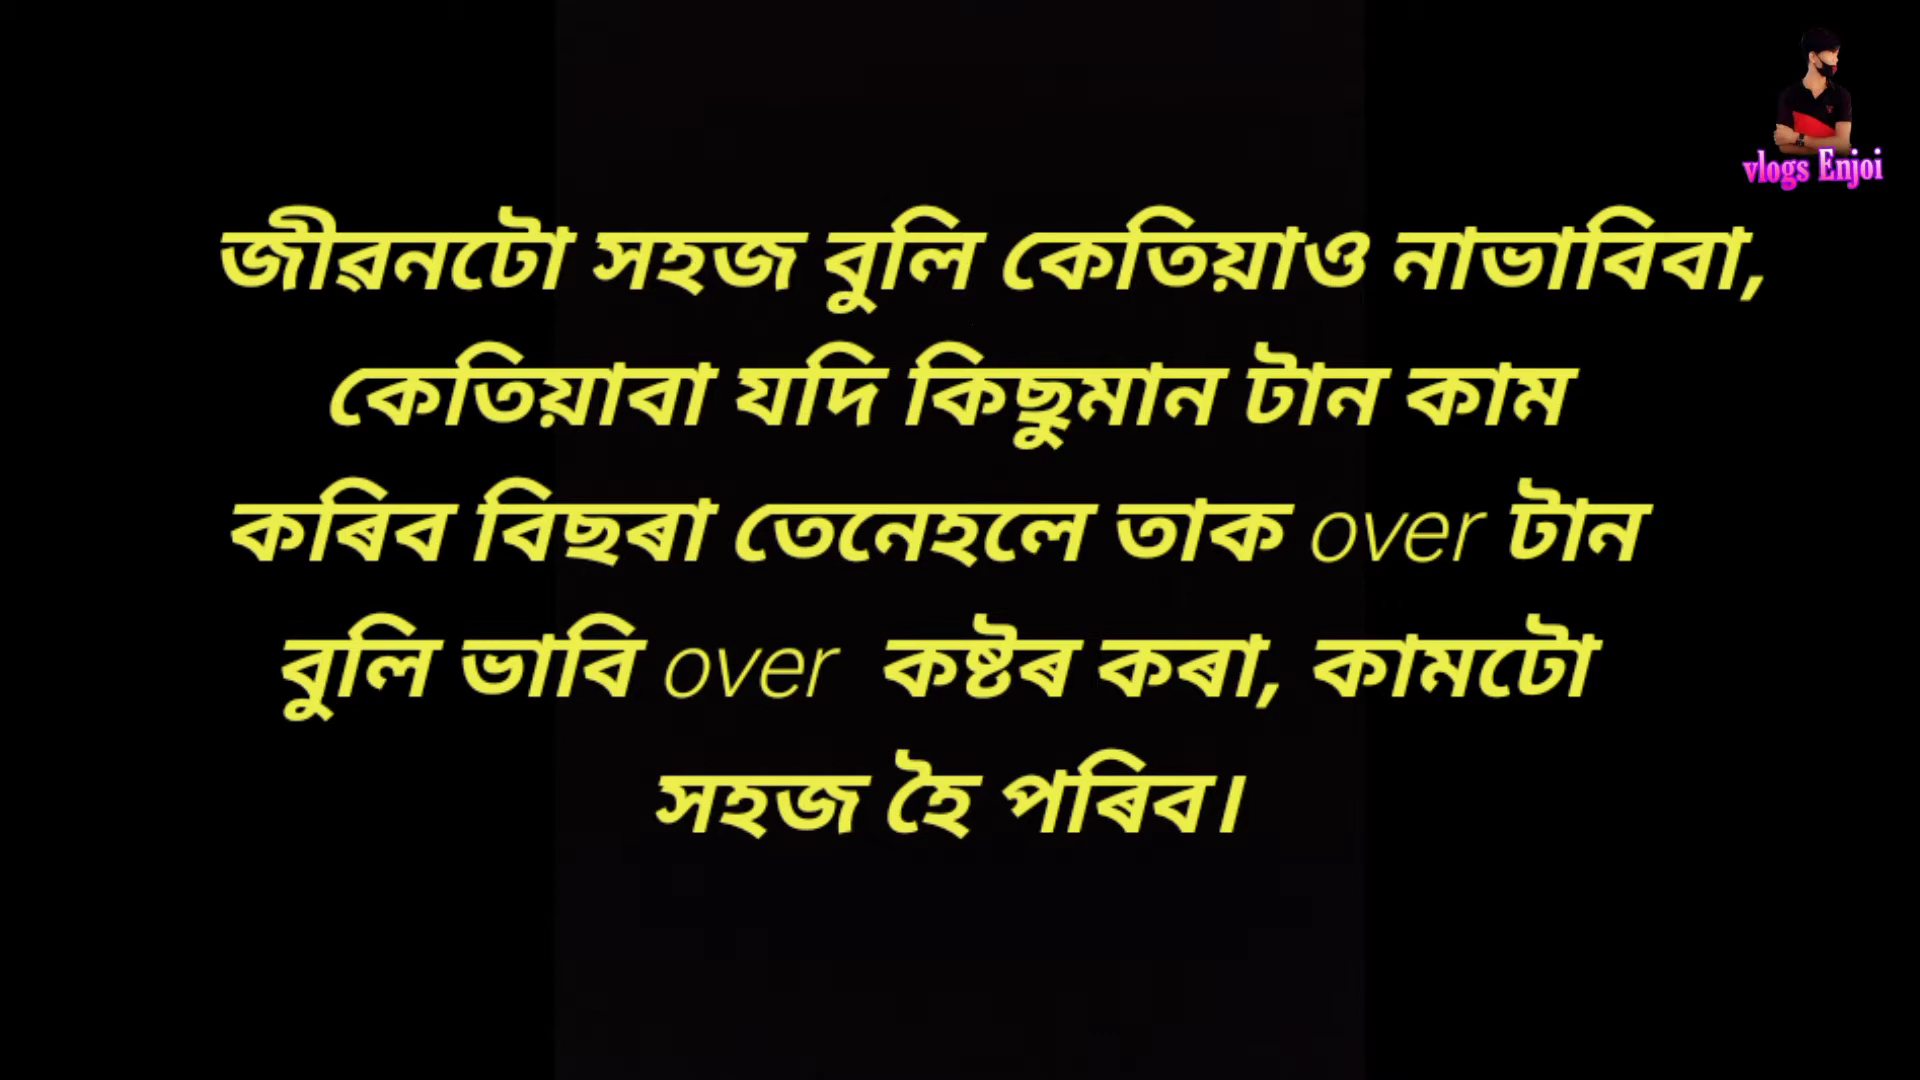 vlogs Enjoi
জীৱনটো সহজ বুলি কেতিয়াও নাভাবিবা,
কেতিয়াবা যদি কিছুমান টান কাম
কৰিব বিছৰা তেনেহলে তাক over টান
বুলি ভাবি over কষ্টৰ কৰা, কামটো
সহজ হৈ পৰিব।